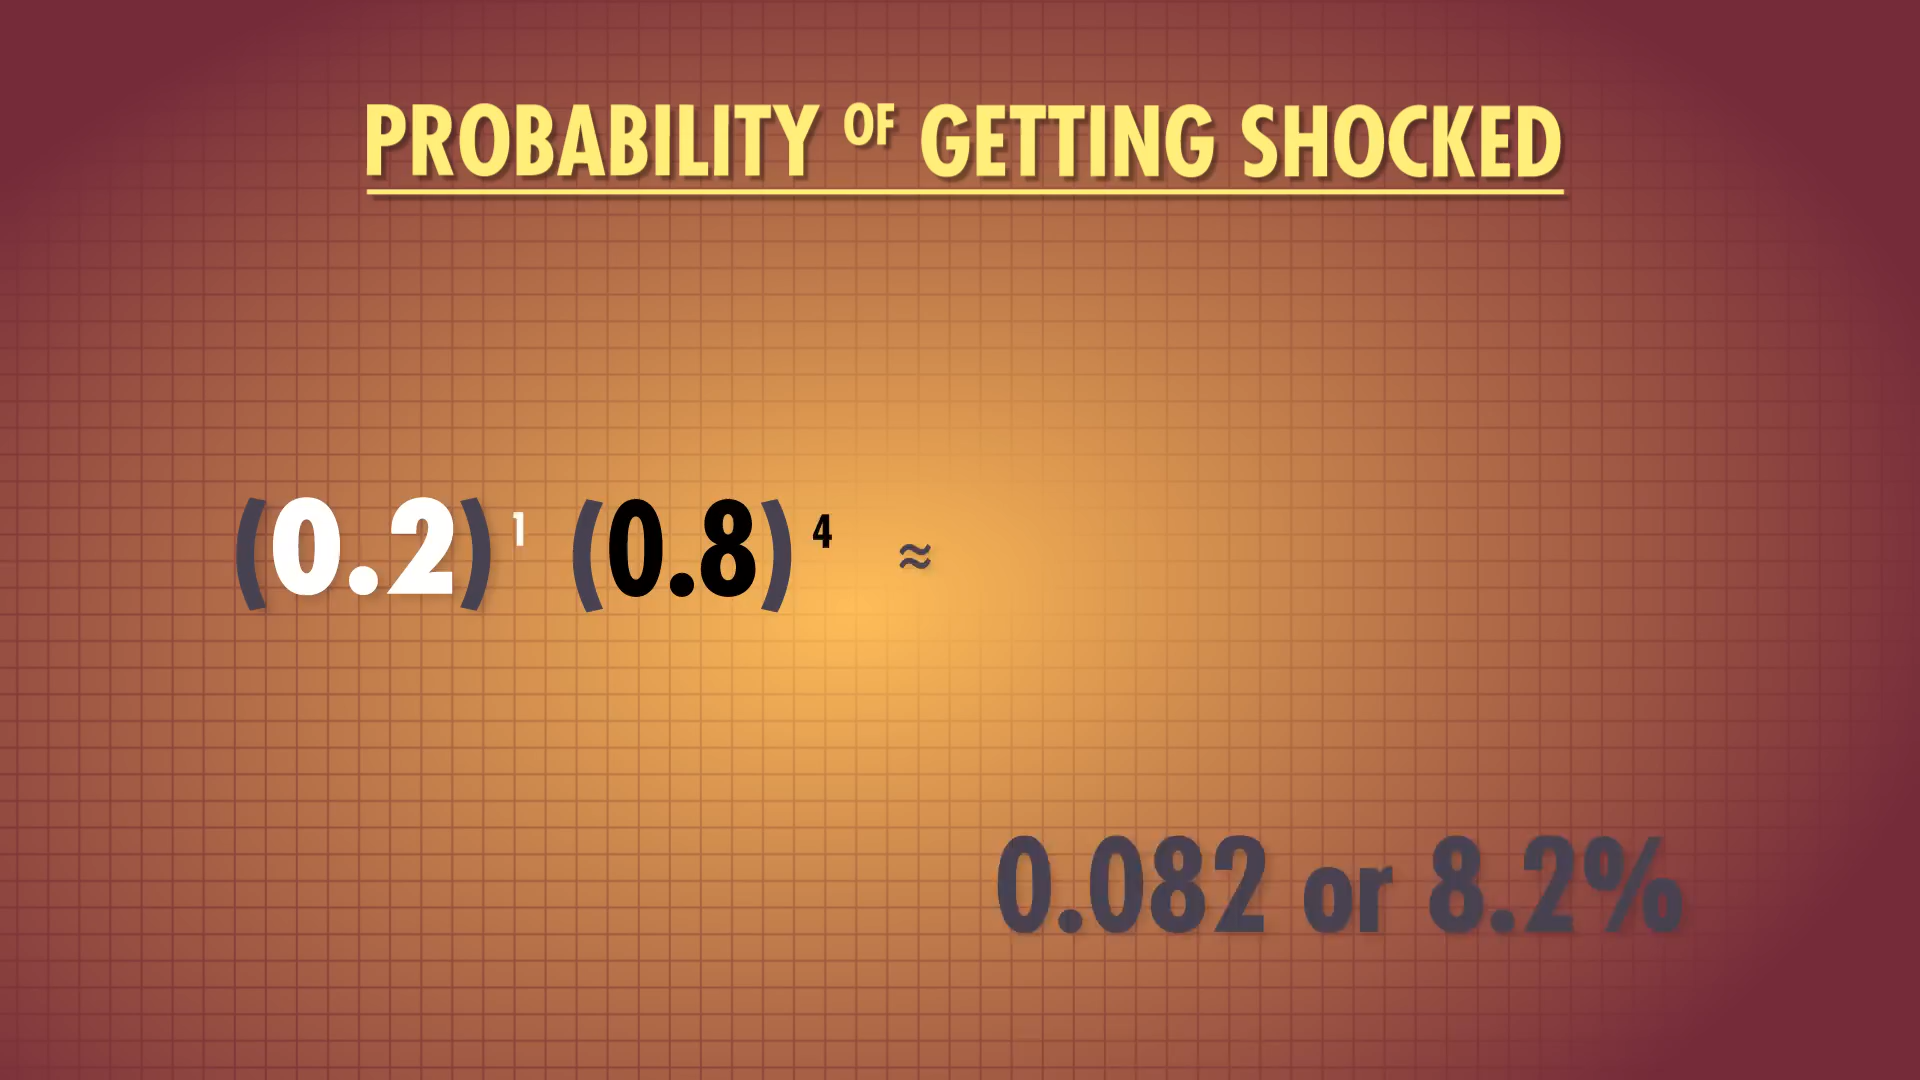 PROBABILITY OF GETTING SHOCKED
(0.2)¹ (0.8)⁴ ≈
0.082 or 8.2%